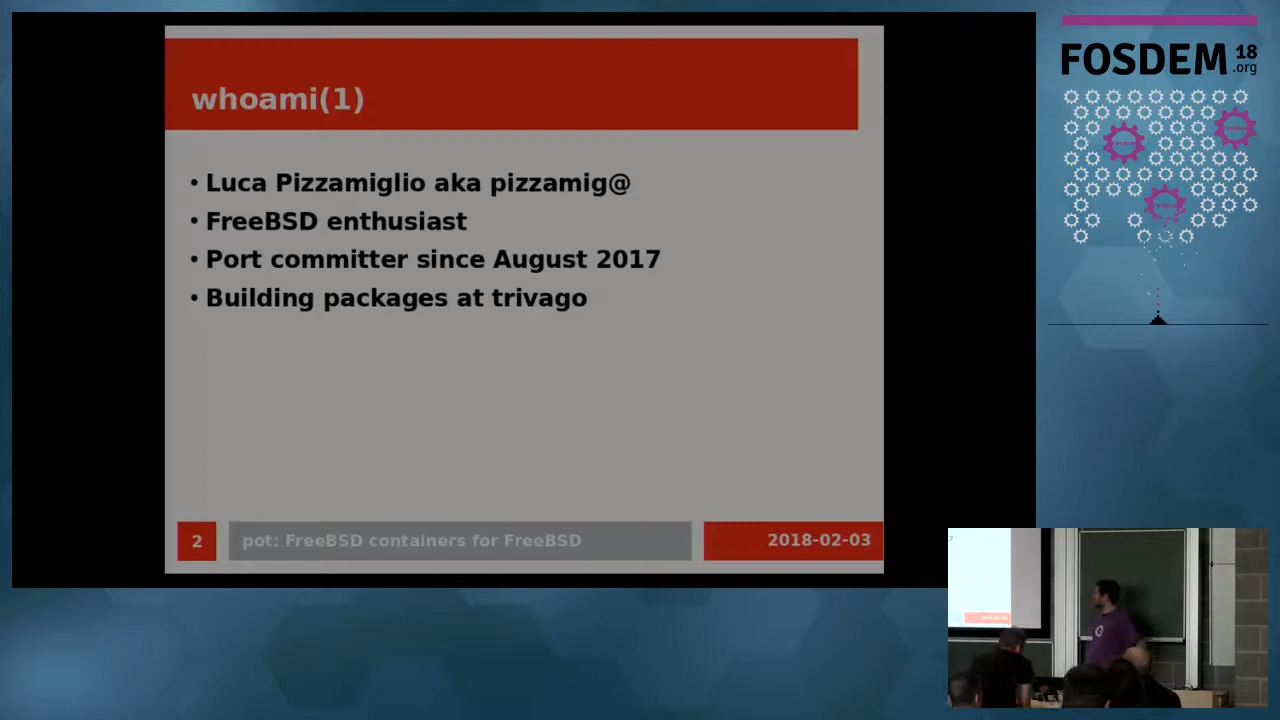 whoami(1)
• Luca Pizzamiglio aka pizzamig@
• FreeBSD enthusiast
• Port committer since August 2017
• Building packages at trivago
2
pot: FreeBSD containers for FreeBSD
2018-02-03
FOSDEM 18
.org